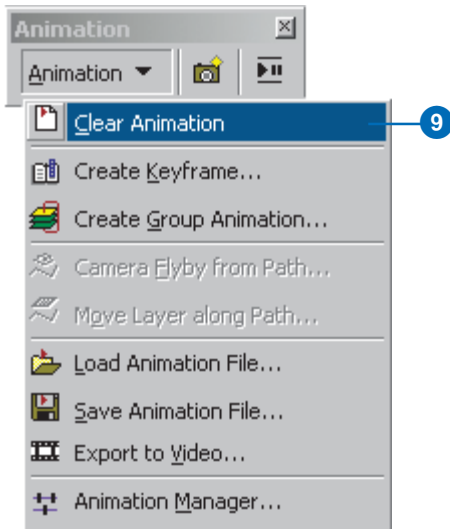 Animation
Animation
Clear Animation
9
Create Keyframe...
Create Group Animation...
Camera Flyby from Path...
Move Layer along Path...
Load Animation File...
Save Animation File...
Export to Video...
Animation Manager...